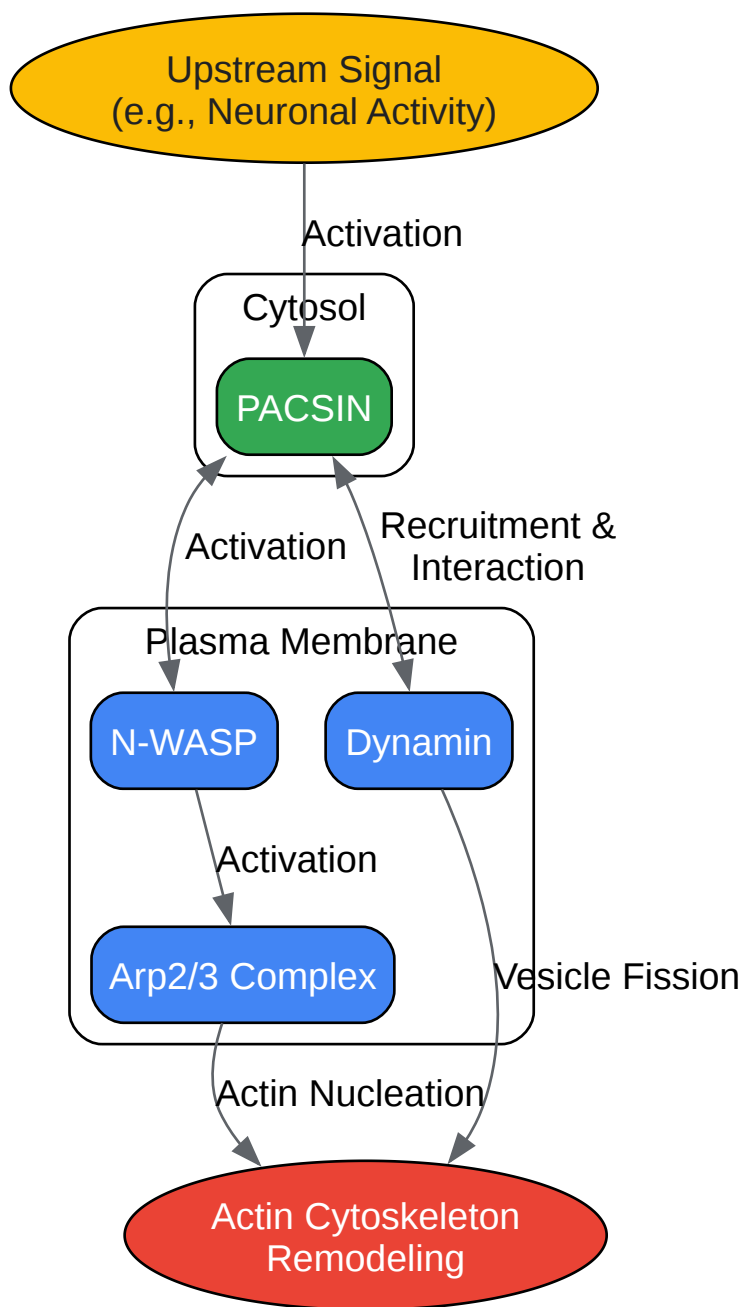 Upstream Signal
(e.g., Neuronal Activity)
Activation
Cytosol
PACSIN
Activation
Recruitment &
Interaction
Plasma Membrane
N-WASP
Dynamin
Activation
Arp2/3 Complex
Vesicle Fission
Actin Nucleation
Actin Cytoskeleton
Remodeling